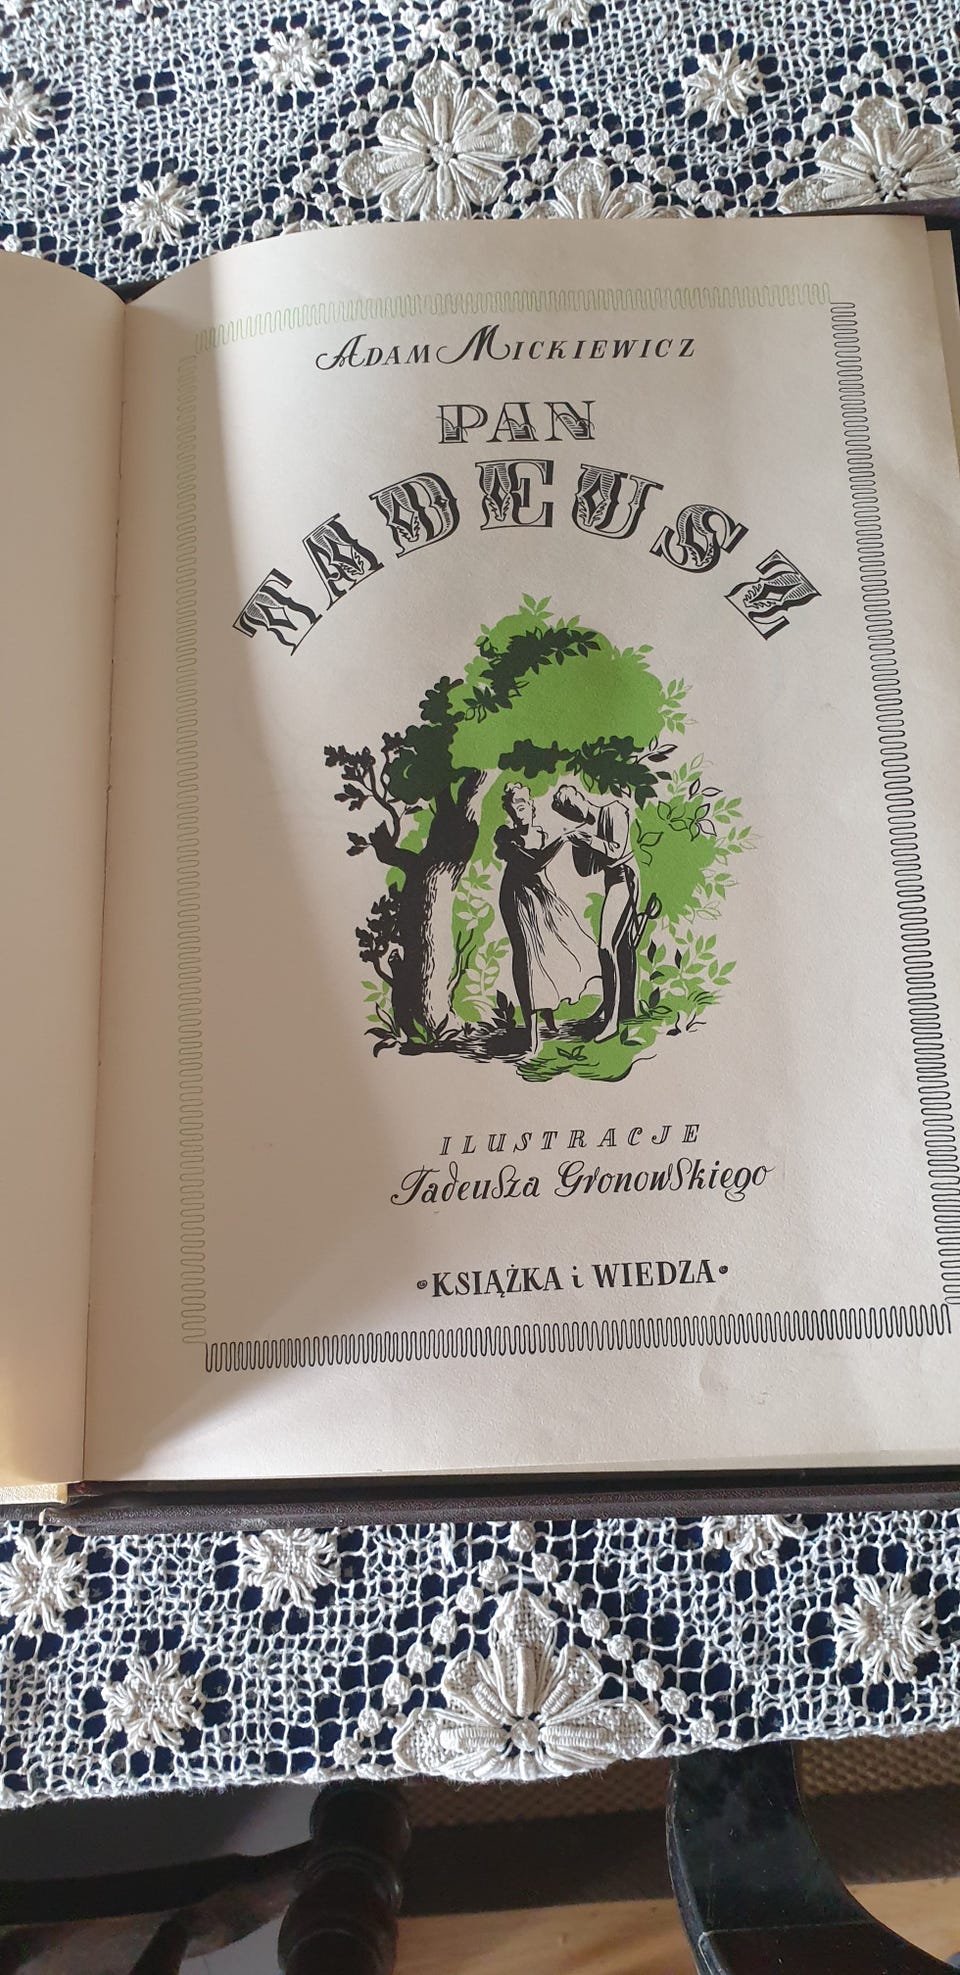 ADAM MICKIEWICZ
PAN
TADEUSZ
ILUSTRACJE
Tadeusza Gronowskiego
•KSIĄŻKA i WIEDZA•